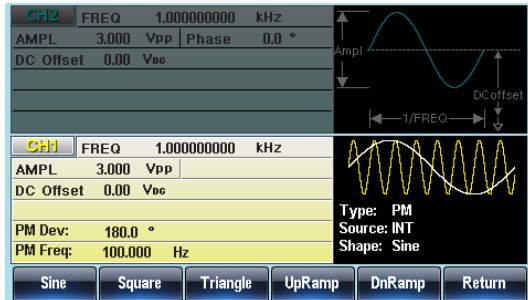 CH2 FREQ 1.000000000 kHz
AMPL 3.000 VPP Phase 0.0 °
DC Offset 0.00 VDC
Ampl
DCoffset
1/FREQ
CH1 FREQ 1.000000000 kHz
AMPL 3.000 VPP
DC Offset 0.00 VDC
PM Dev: 180.0 °
PM Freq: 100.000 Hz
Type: PM
Source: INT
Shape: Sine
Sine Square Triangle UpRamp DnRamp Return